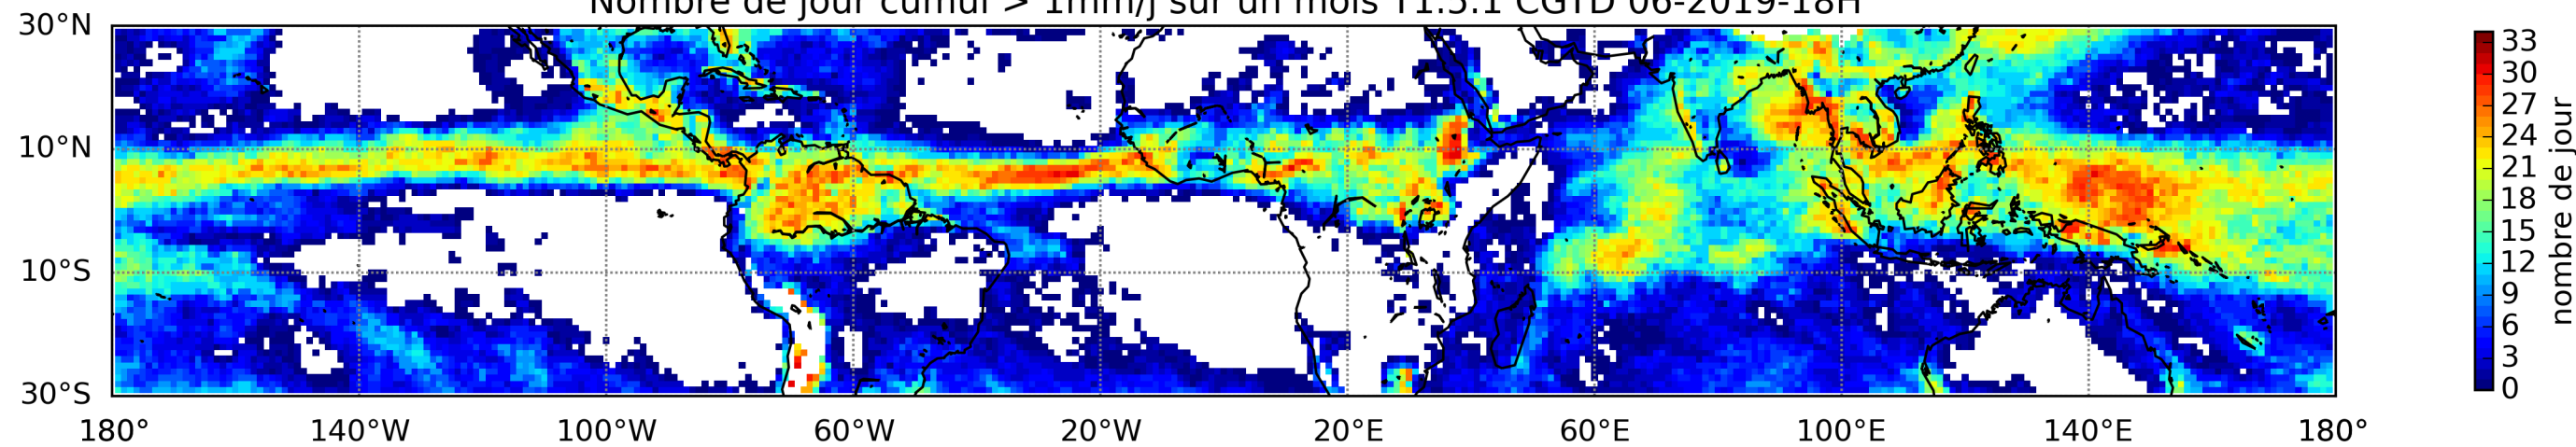 Nombre de jour cumul > 1mm/j sur un mois T1.5.1 CGTD 06-2019-18H
30°N
10°N
10°S
30°S
180° 140°W 100°W 60°W 20°W 20°E 60°E 100°E 140°E 180°
33
30
27
24
21
18
15
12
9
6
3
0
nombre de jour